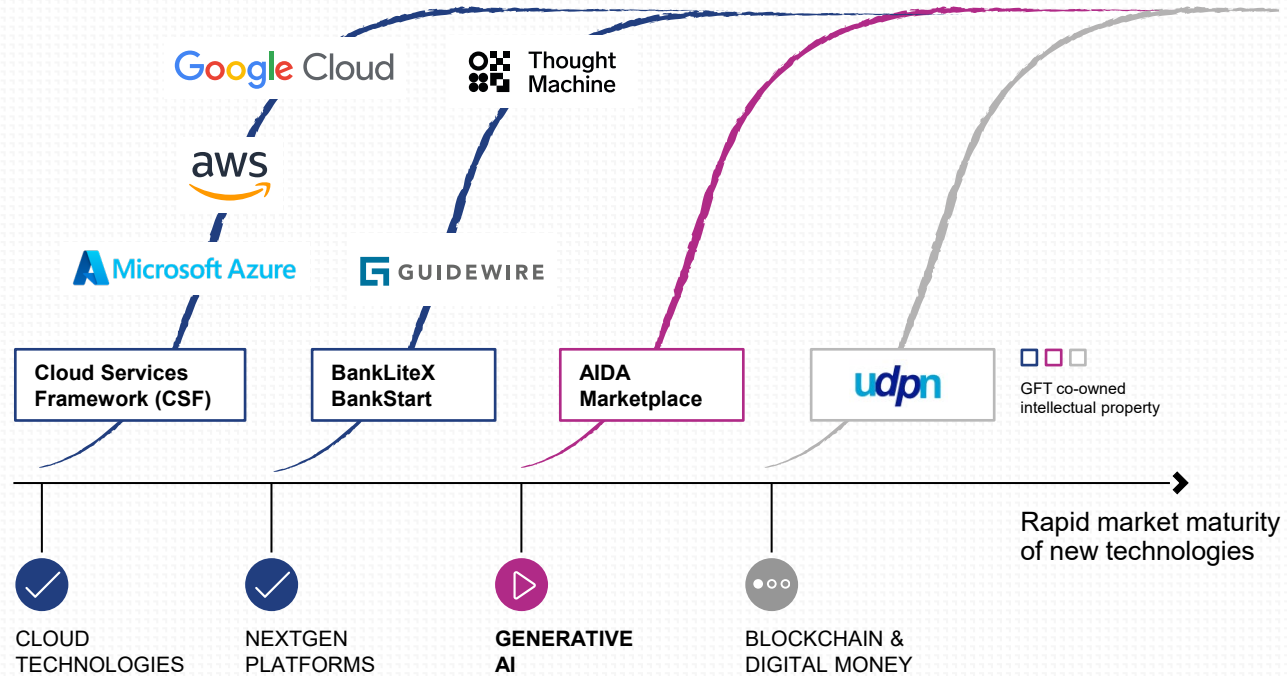 Google Cloud
Thought
Machine
aws
Microsoft Azure
GUIDEWIRE
Cloud Services
Framework (CSF)
BankLiteX
BankStart
AIDA
Marketplace
udpn
GFT co-owned
intellectual property
Rapid market maturity
of new technologies
CLOUD
TECHNOLOGIES
NEXTGEN
PLATFORMS
GENERATIVE
AI
BLOCKCHAIN &
DIGITAL MONEY